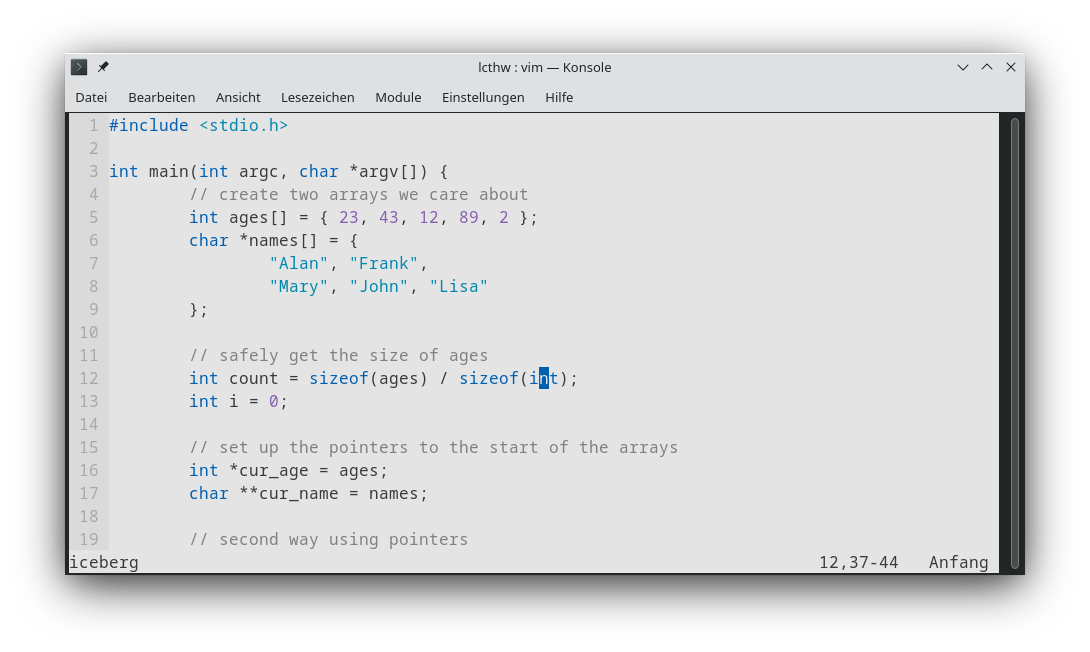 lcthw : vim — Konsole
Datei Bearbeiten Ansicht Lesezeichen Module Einstellungen Hilfe
1 #include <stdio.h>
2
3 int main(int argc, char *argv[]) {
4         // create two arrays we care about
5         int ages[] = { 23, 43, 12, 89, 2 };
6         char *names[] = {
7                 "Alan", "Frank",
8                 "Mary", "John", "Lisa"
9         };
10
11         // safely get the size of ages
12         int count = sizeof(ages) / sizeof(int);
13         int i = 0;
14
15         // set up the pointers to the start of the arrays
16         int *cur_age = ages;
17         char **cur_name = names;
18
19         // second way using pointers
iceberg 12,37-44 Anfang